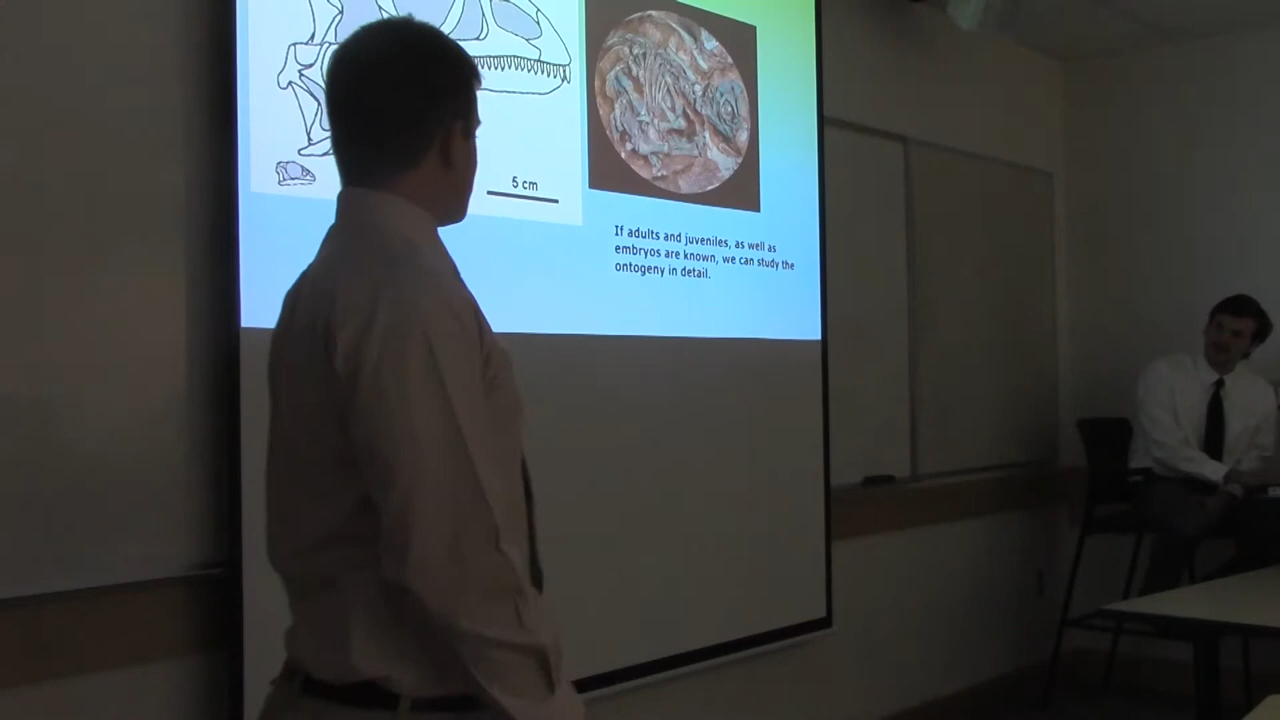 5 cm
If adults and juveniles, as well as
embryos are known, we can study the
ontogeny in detail.